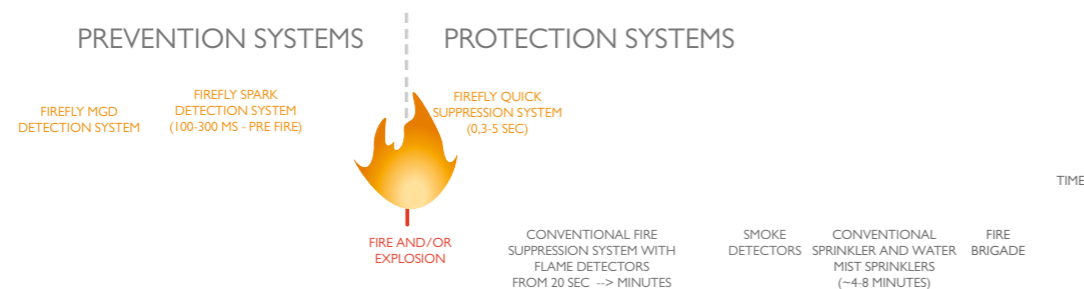 PREVENTION SYSTEMS
PROTECTION SYSTEMS
FIREFLY MGD
DETECTION SYSTEM
FIREFLY SPARK
DETECTION SYSTEM
(100-300 MS - PRE FIRE)
FIREFLY QUICK
SUPPRESSION SYSTEM
(0,3-5 SEC)
TIME
FIRE AND/OR
EXPLOSION
CONVENTIONAL FIRE
SUPPRESSION SYSTEM WITH
FLAME DETECTORS
FROM 20 SEC --> MINUTES
SMOKE
DETECTORS
CONVENTIONAL
SPRINKLER AND WATER
MIST SPRINKLERS
(~4-8 MINUTES)
FIRE
BRIGADE